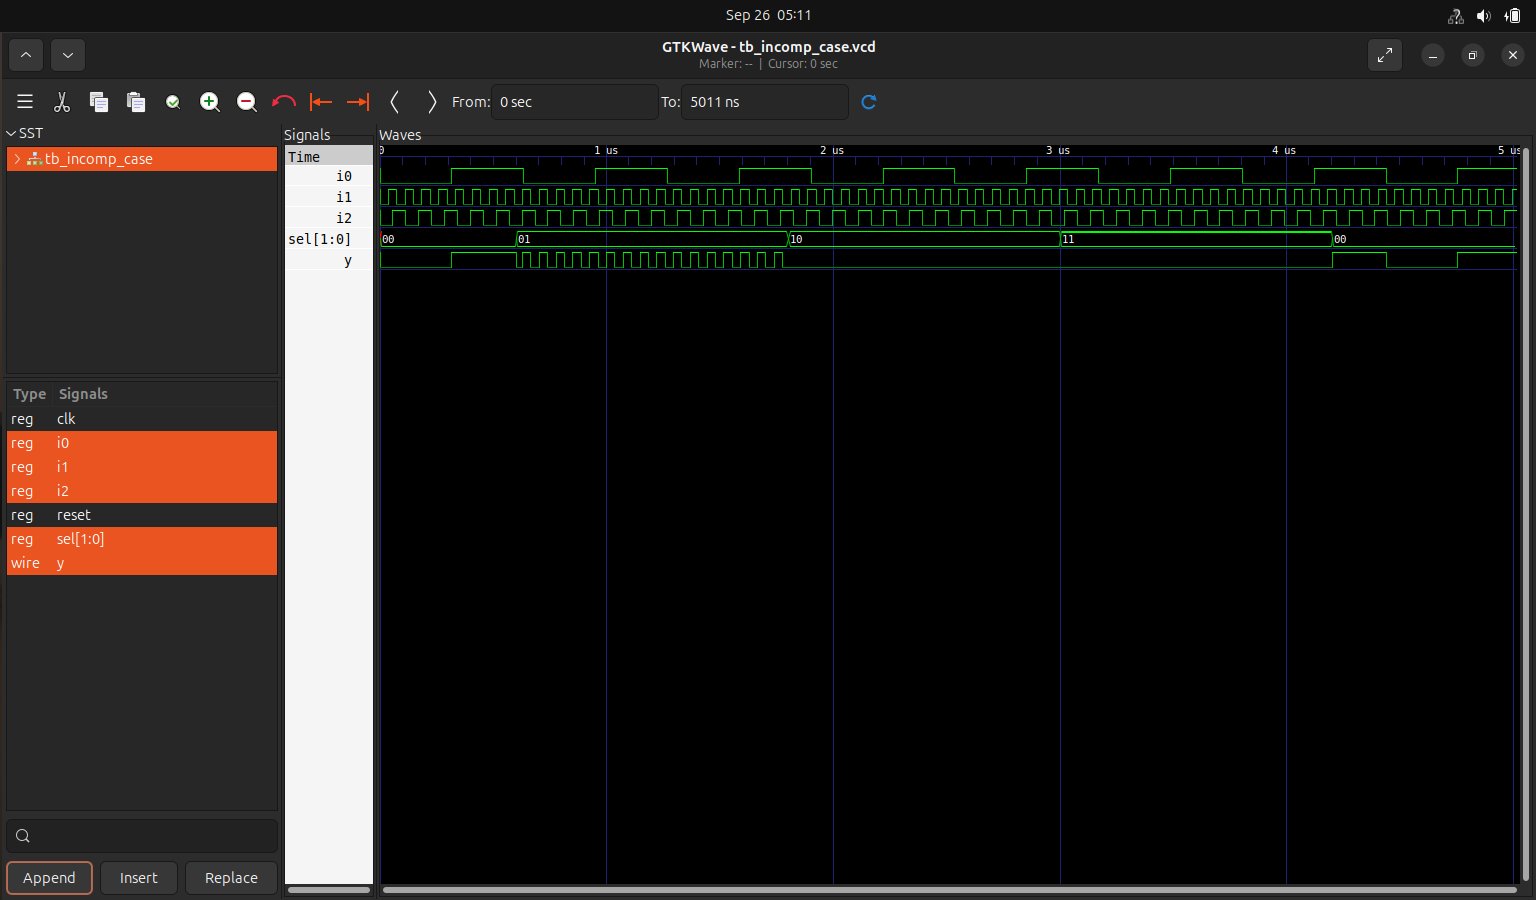 Sep 26 05:11
GTKWave - tb_incomp_case.vcd
Marker: -- | Cursor: 0 sec
From: 0 sec To: 5011 ns
SST
tb_incomp_case
Type Signals
reg clk
reg i0
reg i1
reg i2
reg reset
reg sel[1:0]
wire y
Append Insert Replace
Signals
Time
i0
i1
i2
sel[1:0]
y
Waves
0 1 us 2 us 3 us 4 us 5 us
00 01 10 11 00